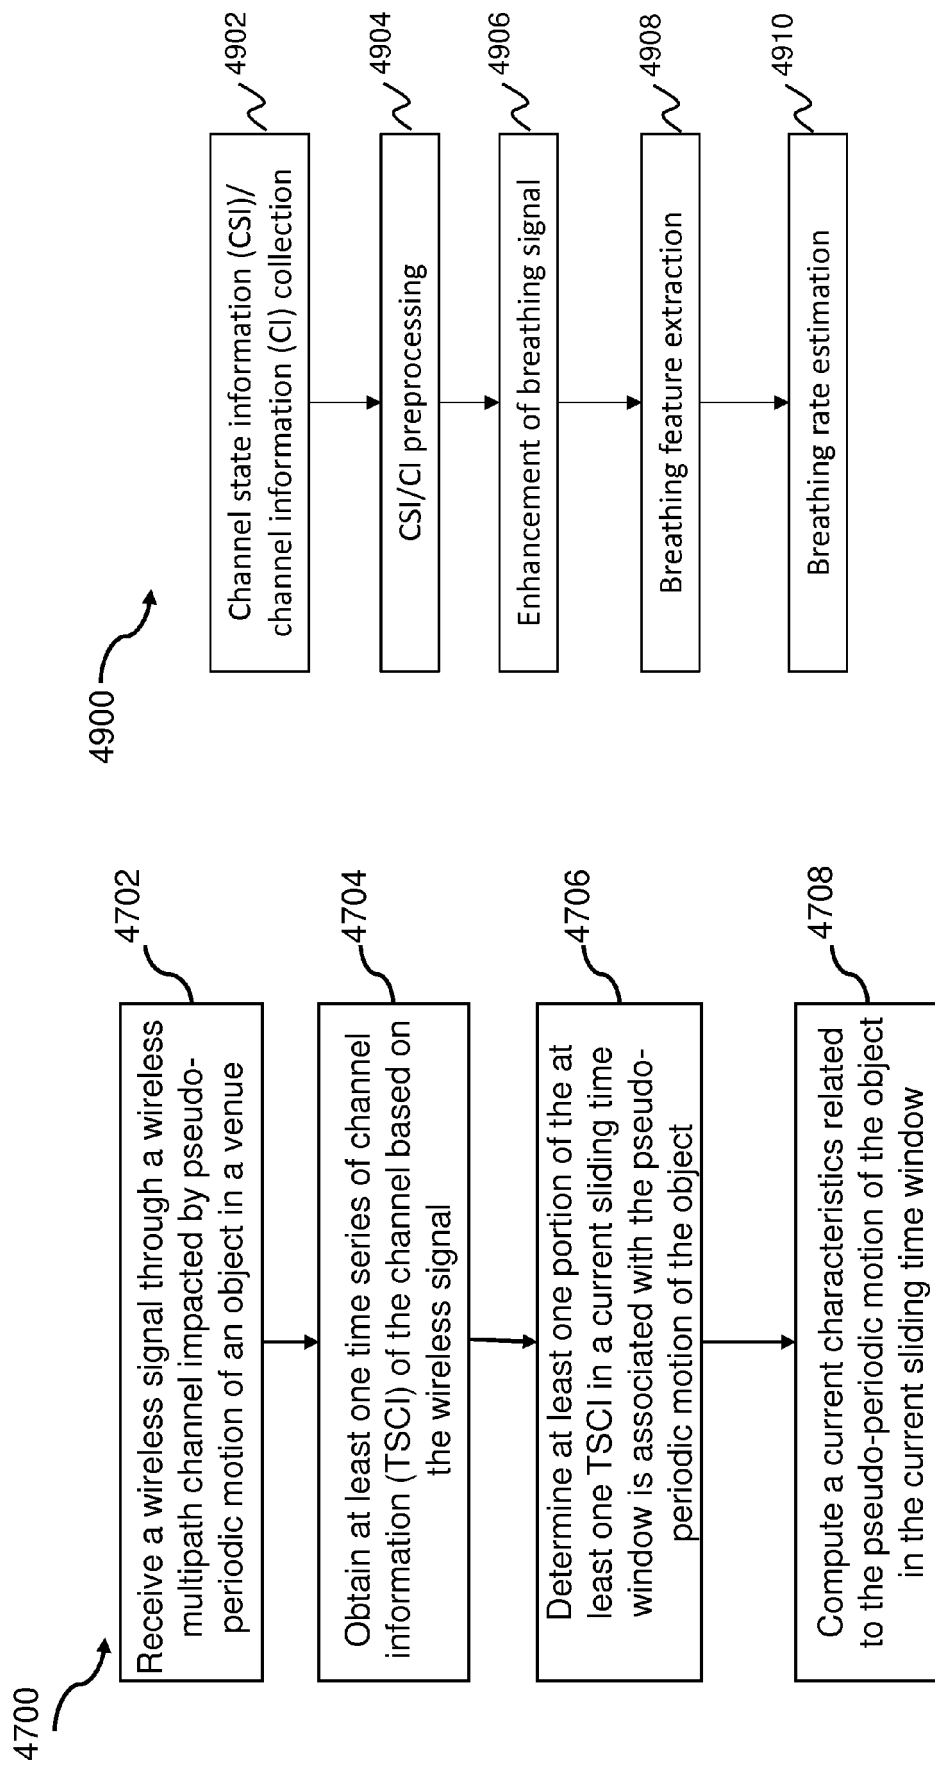 4700
Receive a wireless signal through a wireless
multipath channel impacted by pseudo-
periodic motion of an object in a venue
4702
Obtain at least one time series of channel
information (TSCI) of the channel based on
the wireless signal
4704
Determine at least one portion of the at
least one TSCI in a current sliding time
window is associated with the pseudo-
periodic motion of the object
4706
Compute a current characteristics related
to the pseudo-periodic motion of the object
in the current sliding time window
4708
4900
Channel state information (CSI)/
channel information (CI) collection
4902
CSI/CI preprocessing
4904
Enhancement of breathing signal
4906
Breathing feature extraction
4908
Breathing rate estimation
4910